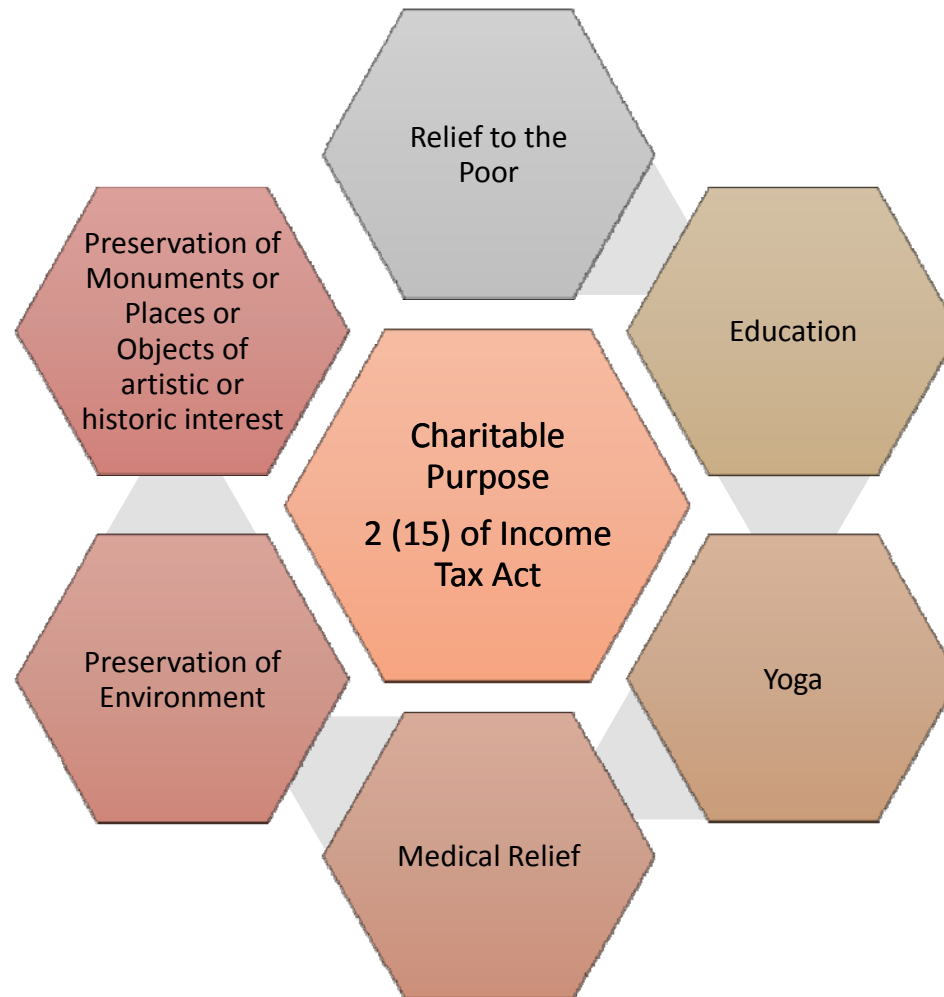 Relief to the
Poor
Preservation of
Monuments or
Places or
Objects of
artistic or
historic interest
Education
Charitable
Purpose
2 (15) of Income
Tax Act
Preservation of
Environment
Yoga
Medical Relief